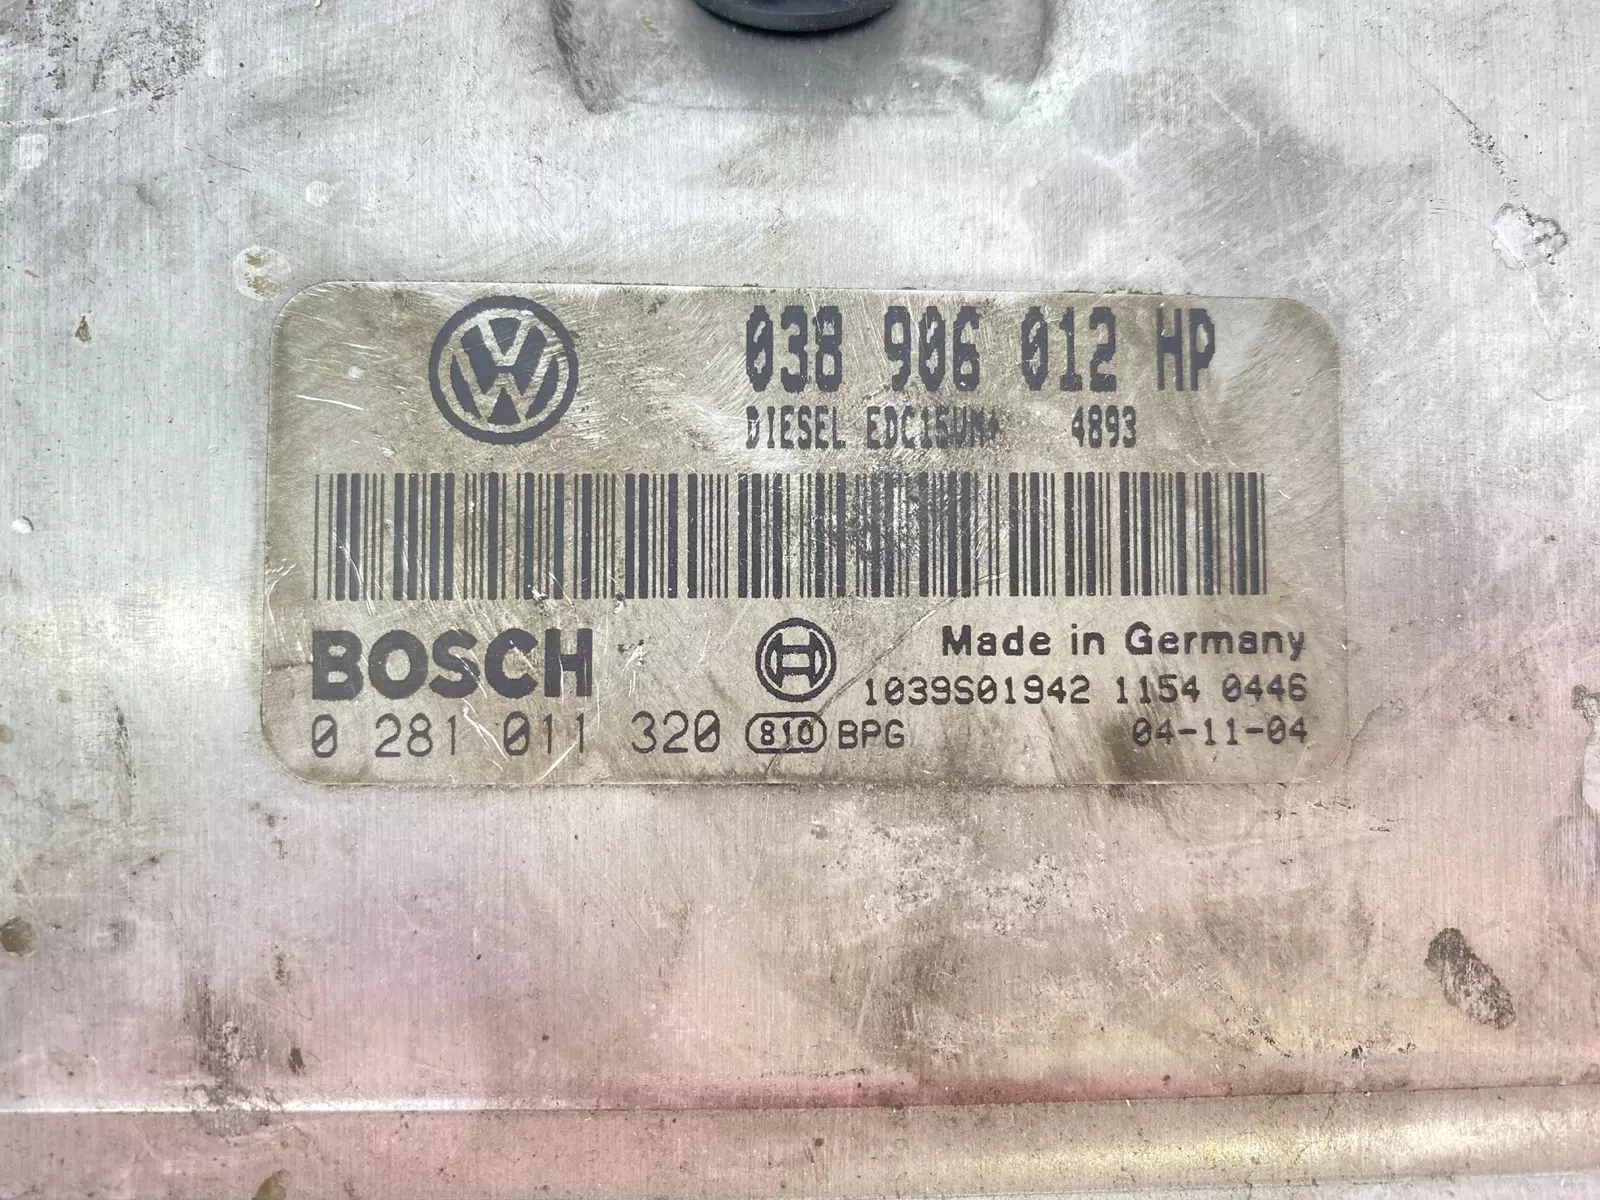 038 906 012 HP
DIESEL EDC15VM+ 4893
BOSCH
Made in Germany
1039S01942 1154 0446
0 281 011 320 810 BPG 04-11-04